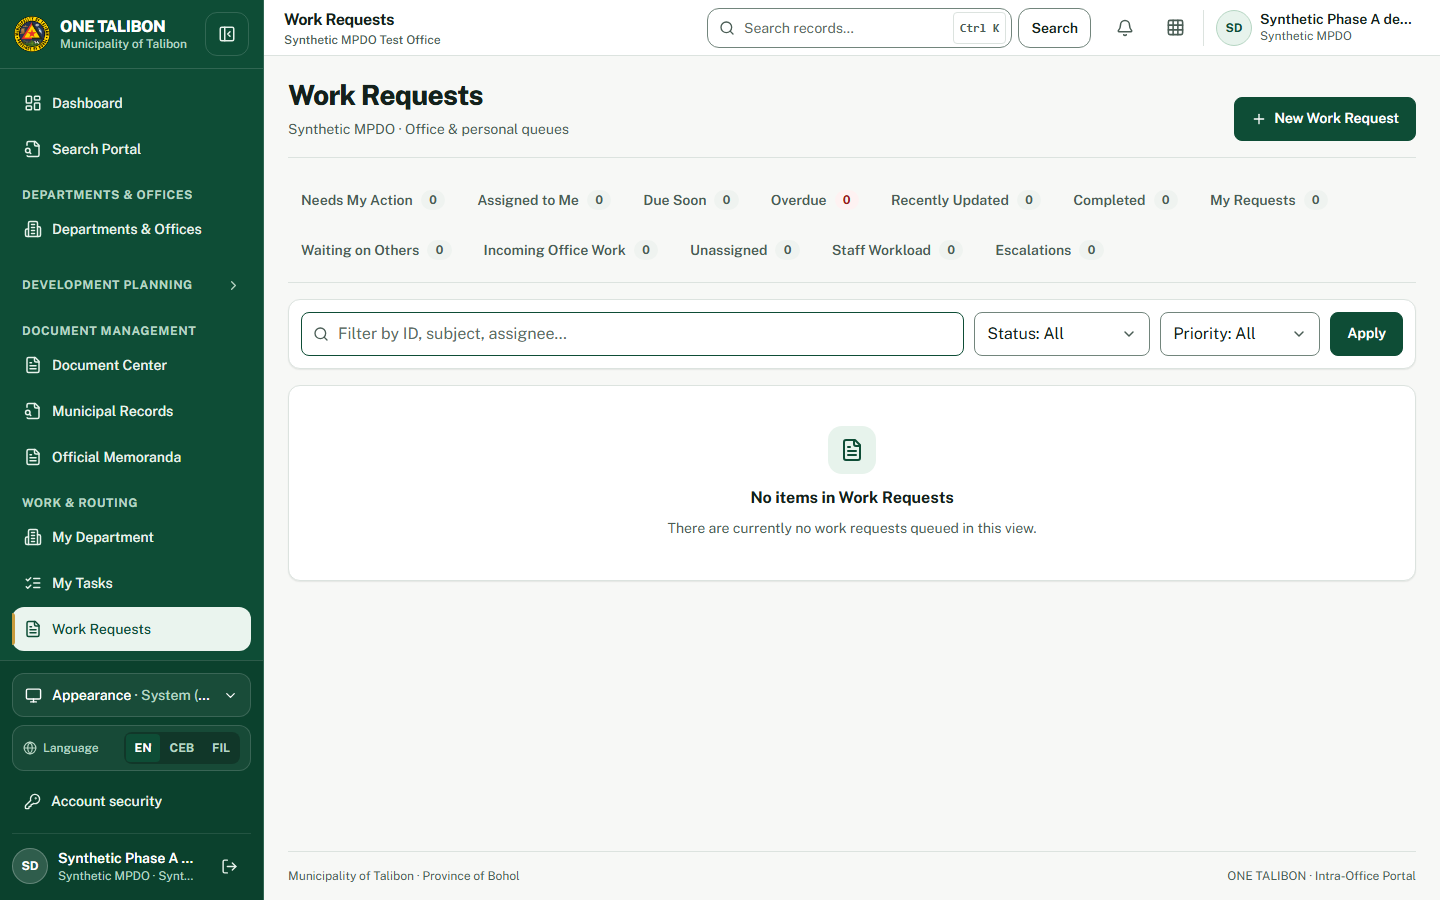 ONE TALIBON
Municipality of Talibon
Dashboard
Search Portal
DEPARTMENTS & OFFICES
Departments & Offices
DEVELOPMENT PLANNING
DOCUMENT MANAGEMENT
Document Center
Municipal Records
Official Memoranda
WORK & ROUTING
My Department
My Tasks
Work Requests
Appearance · System (...
Language EN CEB FIL
Account security
SD Synthetic Phase A ...
Synthetic MPDO · Synt...
Work Requests
Synthetic MPDO Test Office
Search records... Ctrl K Search
SD Synthetic Phase A de...
Synthetic MPDO
Work Requests
Synthetic MPDO · Office & personal queues
+ New Work Request
Needs My Action 0 Assigned to Me 0 Due Soon 0 Overdue 0 Recently Updated 0 Completed 0 My Requests 0
Waiting on Others 0 Incoming Office Work 0 Unassigned 0 Staff Workload 0 Escalations 0
Filter by ID, subject, assignee... Status: All Priority: All Apply
No items in Work Requests
There are currently no work requests queued in this view.
Municipality of Talibon · Province of Bohol
ONE TALIBON · Intra-Office Portal